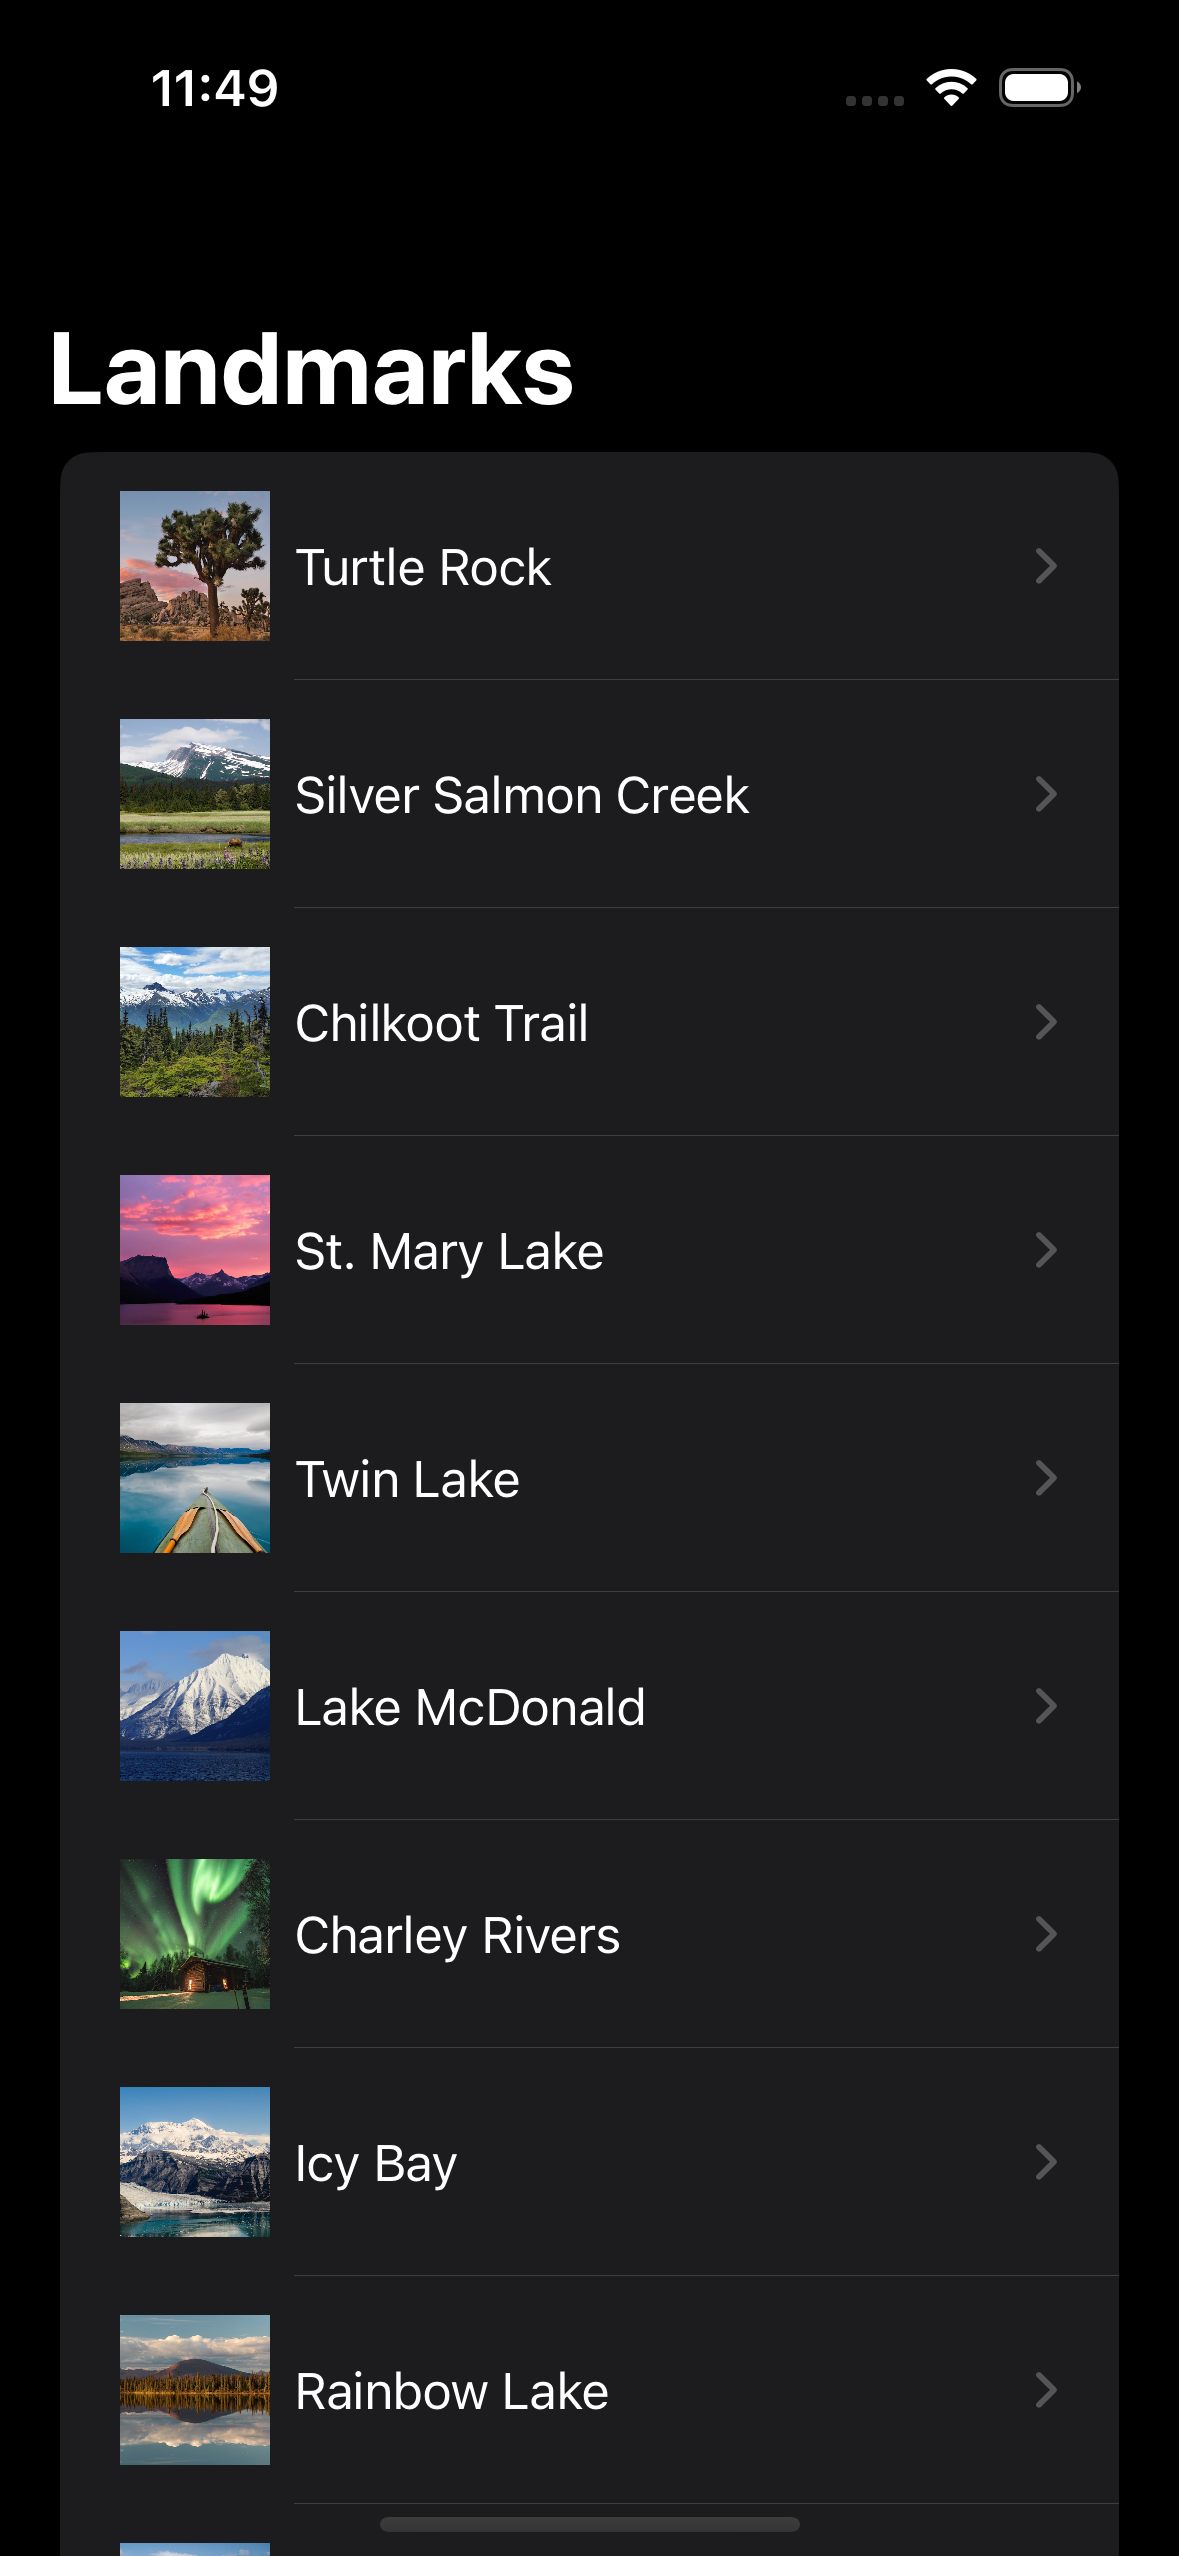 11:49
Landmarks
Turtle Rock
Silver Salmon Creek
Chilkoot Trail
St. Mary Lake
Twin Lake
Lake McDonald
Charley Rivers
Icy Bay
Rainbow Lake